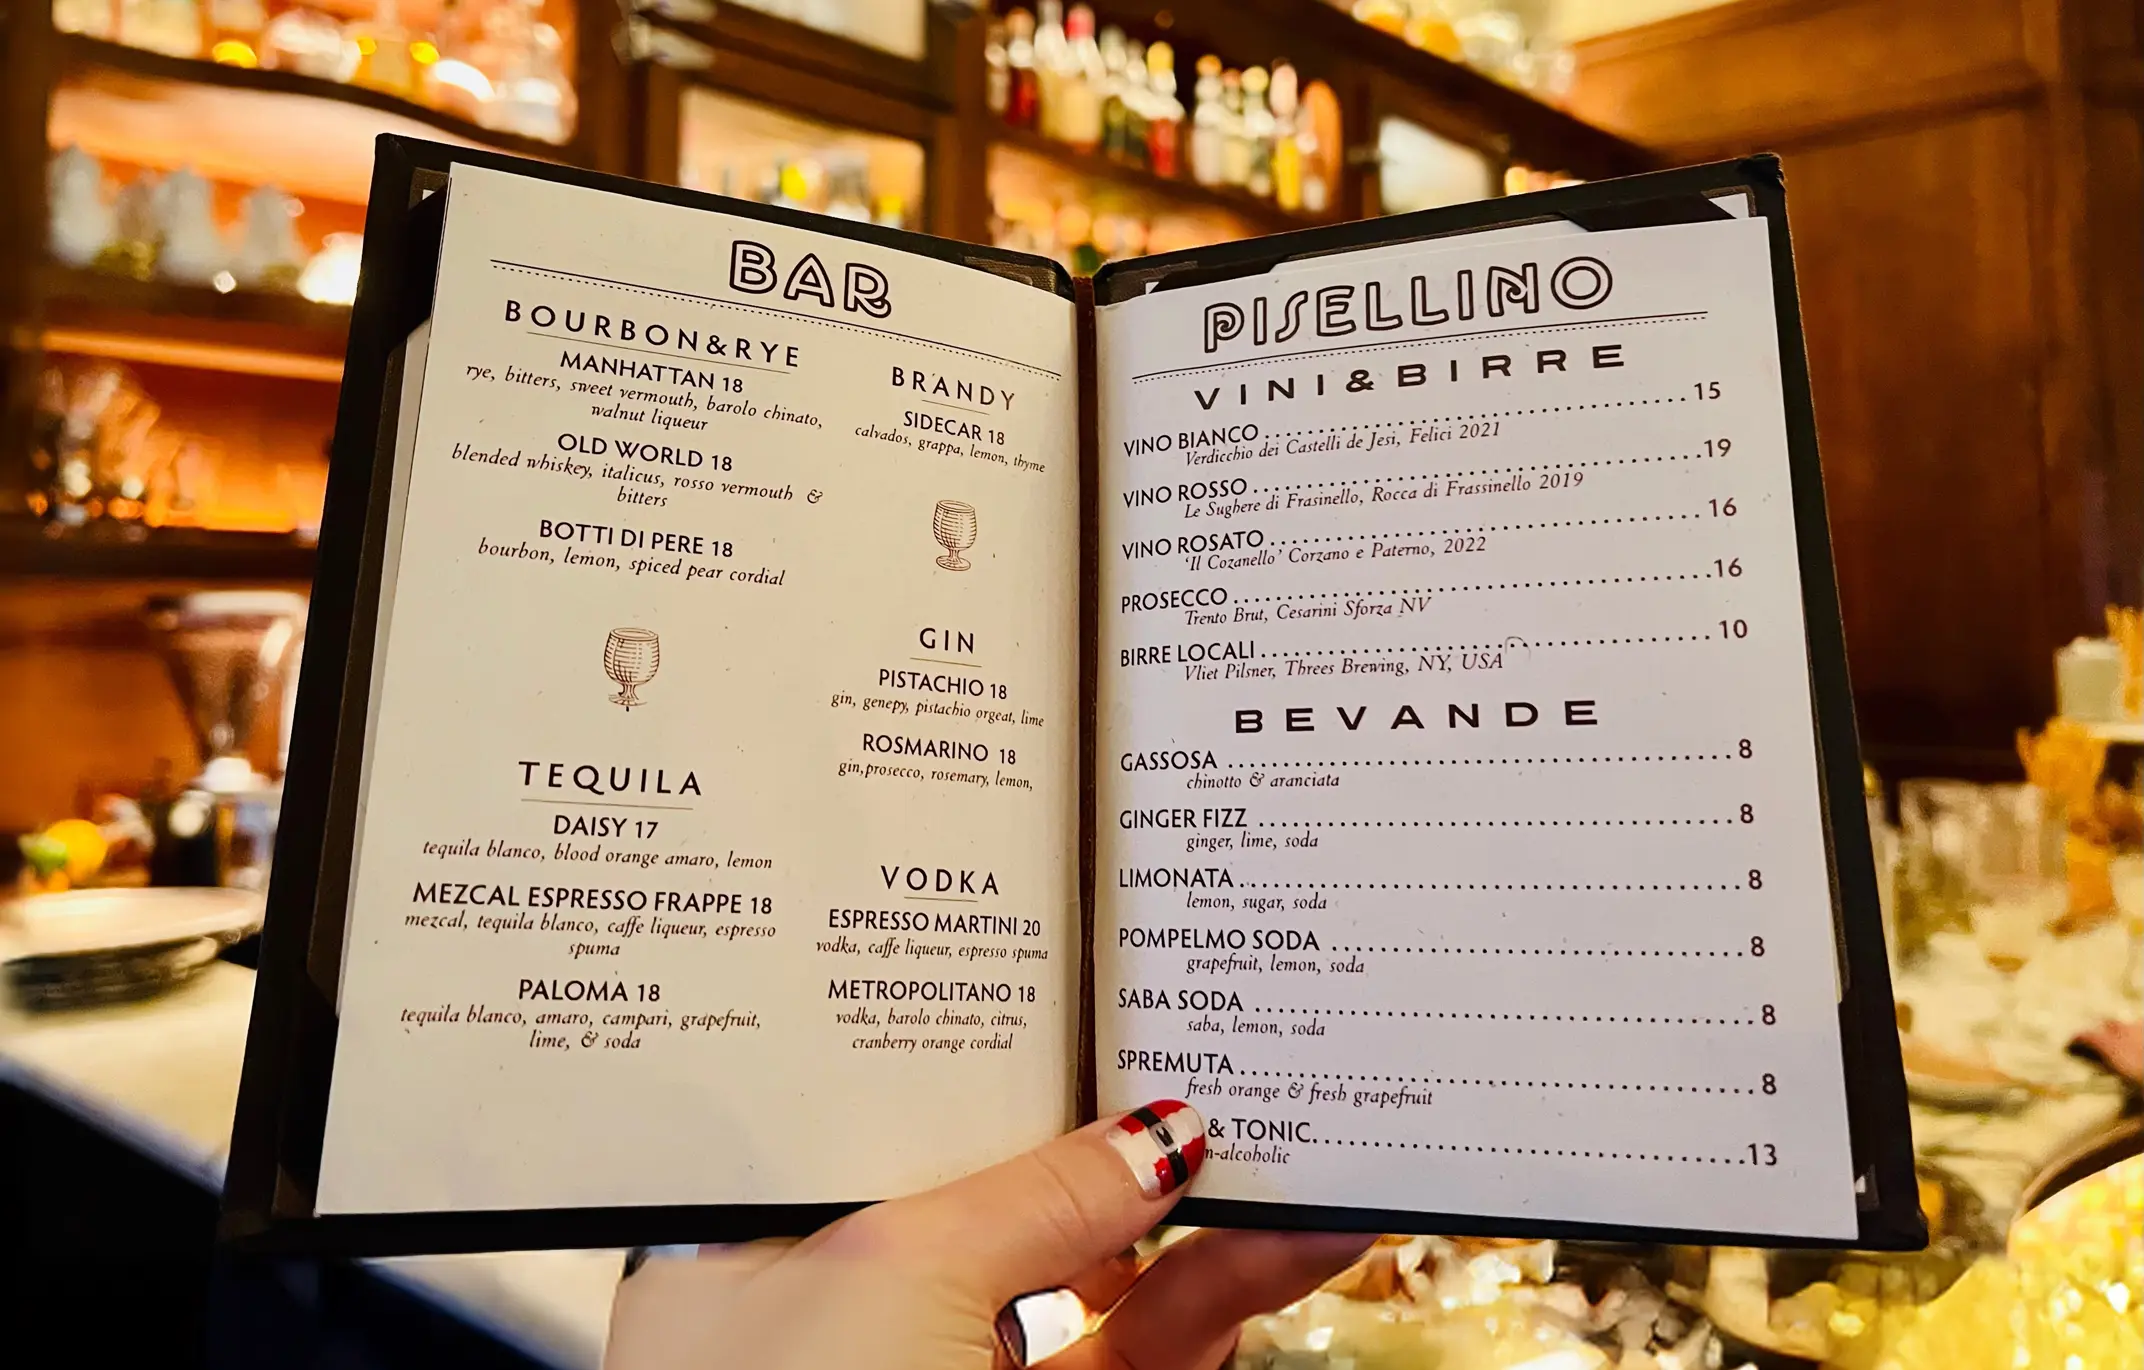 BAR
BOURBON&RYE
MANHATTAN 18
rye, bitters, sweet vermouth, barolo chinato,
walnut liqueur
OLD WORLD 18
blended whiskey, italicus, rosso vermouth &
bitters
BOTTI DI PERE 18
bourbon, lemon, spiced pear cordial
TEQUILA
DAISY 17
tequila blanco, blood orange amaro, lemon
MEZCAL ESPRESSO FRAPPE 18
mezcal, tequila blanco, caffe liqueur, espresso
spuma
PALOMA 18
tequila blanco, amaro, campari, grapefruit,
lime, & soda
BRANDY
SIDECAR 18
calvados, grappa, lemon, thyme
GIN
PISTACHIO 18
gin, genepy, pistachio orgeat, lime
ROSMARINO 18
gin,prosecco, rosemary, lemon,
VODKA
ESPRESSO MARTINI 20
vodka, caffe liqueur, espresso spuma
METROPOLITANO 18
vodka, barolo chinato, citrus,
cranberry orange cordial
PISELLINO
VINI&BIRRE
VINO BIANCO 15
Verdicchio dei Castelli de Jesi, Felici 2021
VINO ROSSO 19
Le Sughere di Frasinello, Rocca di Frassinello 2019
VINO ROSATO 16
'Il Cozanello' Corzano e Paterno, 2022
PROSECCO 16
Trento Brut, Cesarini Sforza NV
BIRRE LOCALI 10
Vliet Pilsner, Threes Brewing, NY, USA
BEVANDE
GASSOSA 8
chinotto & aranciata
GINGER FIZZ 8
ginger, lime, soda
LIMONATA 8
lemon, sugar, soda
POMPELMO SODA 8
grapefruit, lemon, soda
SABA SODA 8
saba, lemon, soda
SPREMUTA 8
fresh orange & fresh grapefruit
& TONIC 13
n-alcoholic